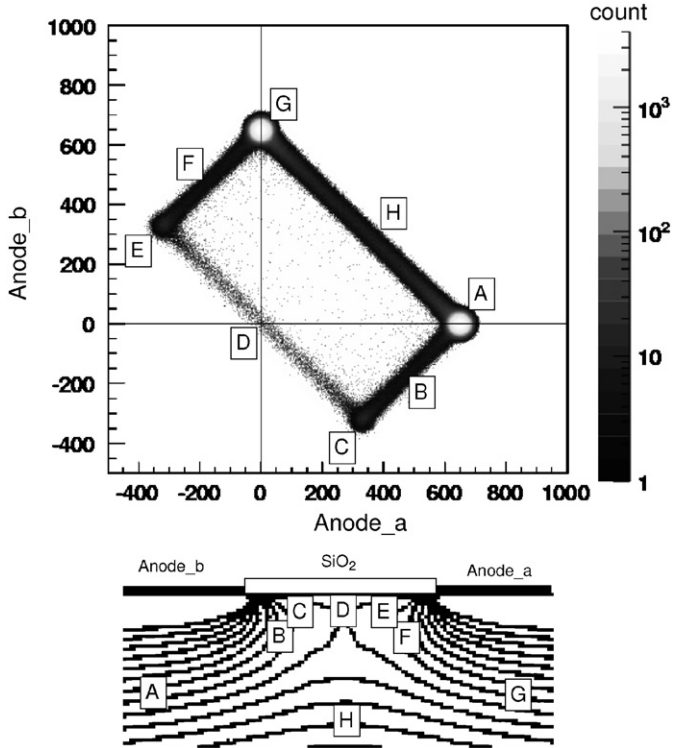 count
1000
800
600
400
200
0
-200
-400
Anode_b
-400 -200 0 200 400 600 800 1000
Anode_a
10³
10²
10
1
G
F
H
E
A
D
B
C
Anode_b SiO₂ Anode_a
C D E
B F
A G
H